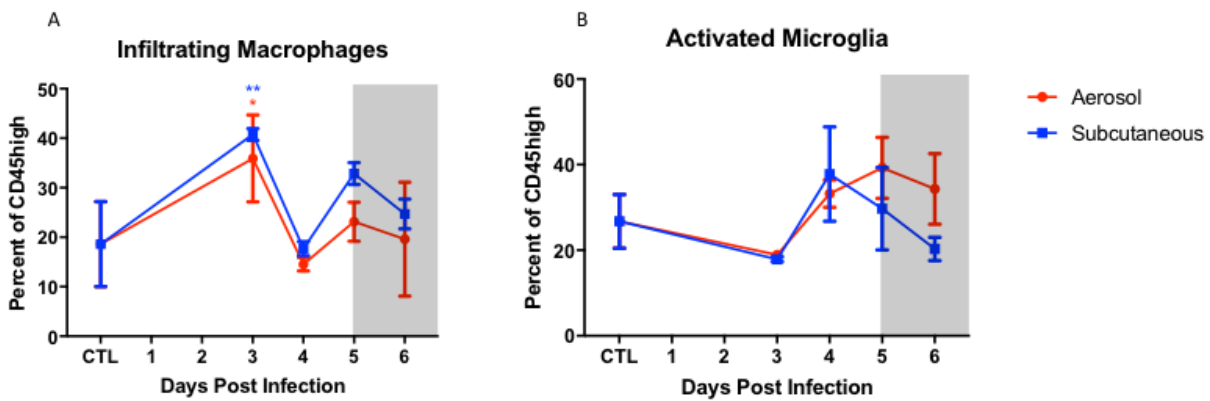 A
Infiltrating Macrophages
Percent of CD45high
50
40
30
20
10
0
**
*
CTL 1 2 3 4 5 6
Days Post Infection
B
Activated Microglia
Percent of CD45high
60
40
20
0
CTL 1 2 3 4 5 6
Days Post Infection
Aerosol
Subcutaneous